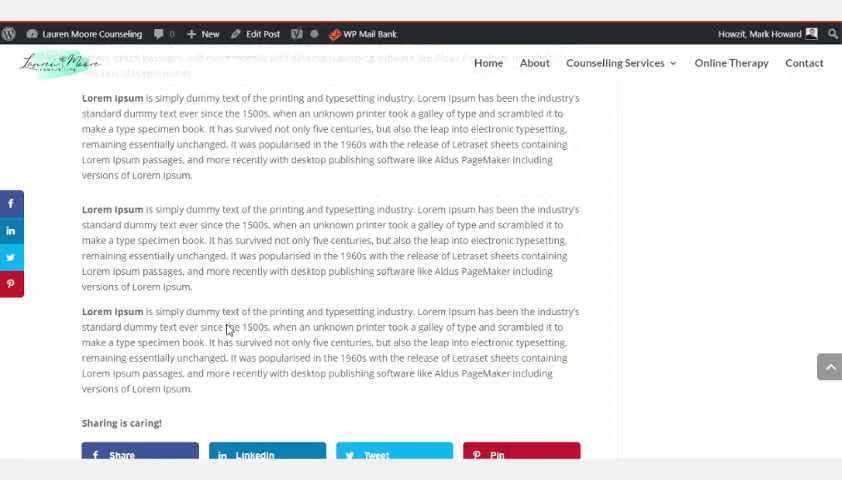 Lauren Moore Counseling 0 New Edit Post WP Mail Bank Howzit, Mark Howard
Lauren Moore
counselling
Home About Counselling Services Online Therapy Contact
versions of Lorem Ipsum.
Lorem Ipsum is simply dummy text of the printing and typesetting industry. Lorem Ipsum has been the industry's
standard dummy text ever since the 1500s, when an unknown printer took a galley of type and scrambled it to
make a type specimen book. It has survived not only five centuries, but also the leap into electronic typesetting,
remaining essentially unchanged. It was popularised in the 1960s with the release of Letraset sheets containing
Lorem Ipsum passages, and more recently with desktop publishing software like Aldus PageMaker including
versions of Lorem Ipsum.
Lorem Ipsum is simply dummy text of the printing and typesetting industry. Lorem Ipsum has been the industry's
standard dummy text ever since the 1500s, when an unknown printer took a galley of type and scrambled it to
make a type specimen book. It has survived not only five centuries, but also the leap into electronic typesetting,
remaining essentially unchanged. It was popularised in the 1960s with the release of Letraset sheets containing
Lorem Ipsum passages, and more recently with desktop publishing software like Aldus PageMaker including
versions of Lorem Ipsum.
Lorem Ipsum is simply dummy text of the printing and typesetting industry. Lorem Ipsum has been the industry's
standard dummy text ever since the 1500s, when an unknown printer took a galley of type and scrambled it to
make a type specimen book. It has survived not only five centuries, but also the leap into electronic typesetting,
remaining essentially unchanged. It was popularised in the 1960s with the release of Letraset sheets containing
Lorem Ipsum passages, and more recently with desktop publishing software like Aldus PageMaker including
versions of Lorem Ipsum.
Sharing is caring!
Share LinkedIn Tweet Pin